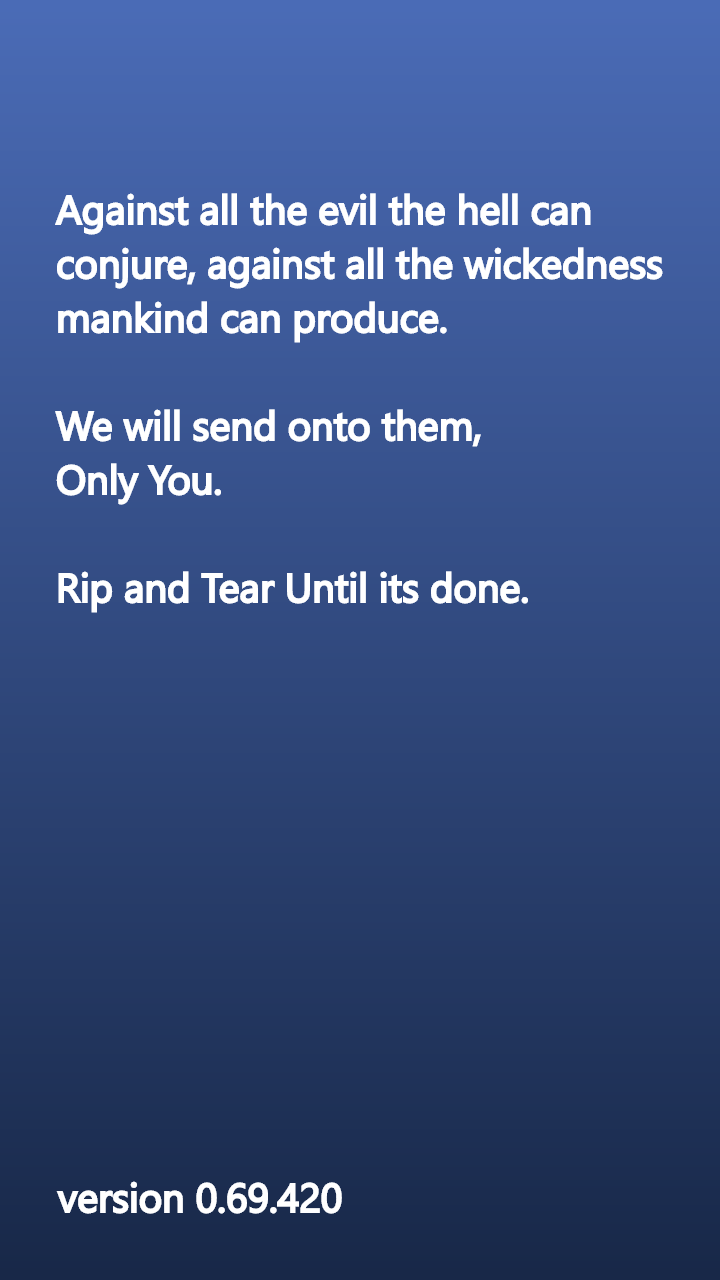 Against all the evil the hell can
conjure, against all the wickedness
mankind can produce.
We will send onto them,
Only You.
Rip and Tear Until its done.
version 0.69.420